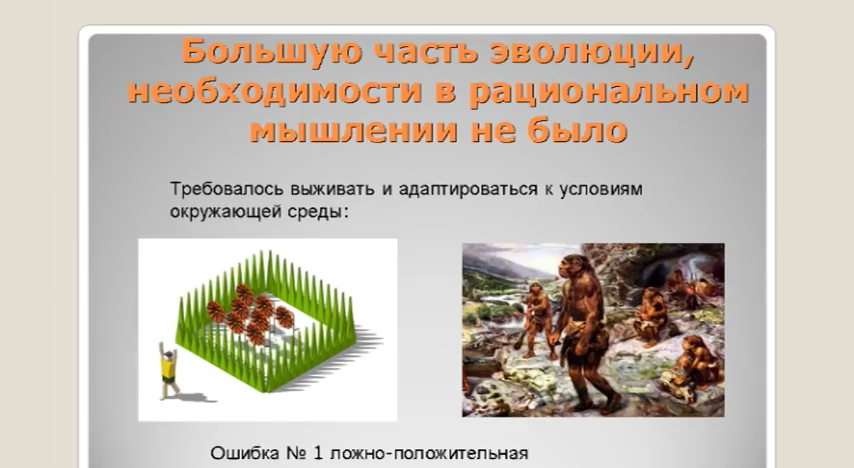 Большую часть эволюции,
необходимости в рациональном
мышлении не было
Требовалось выживать и адаптироваться к условиям
окружающей среды:
Ошибка № 1 ложно-положительная